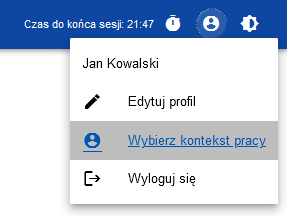 Czas do końca sesji: 21:47
Jan Kowalski
Edytuj profil
Wybierz kontekst pracy
Wyloguj się